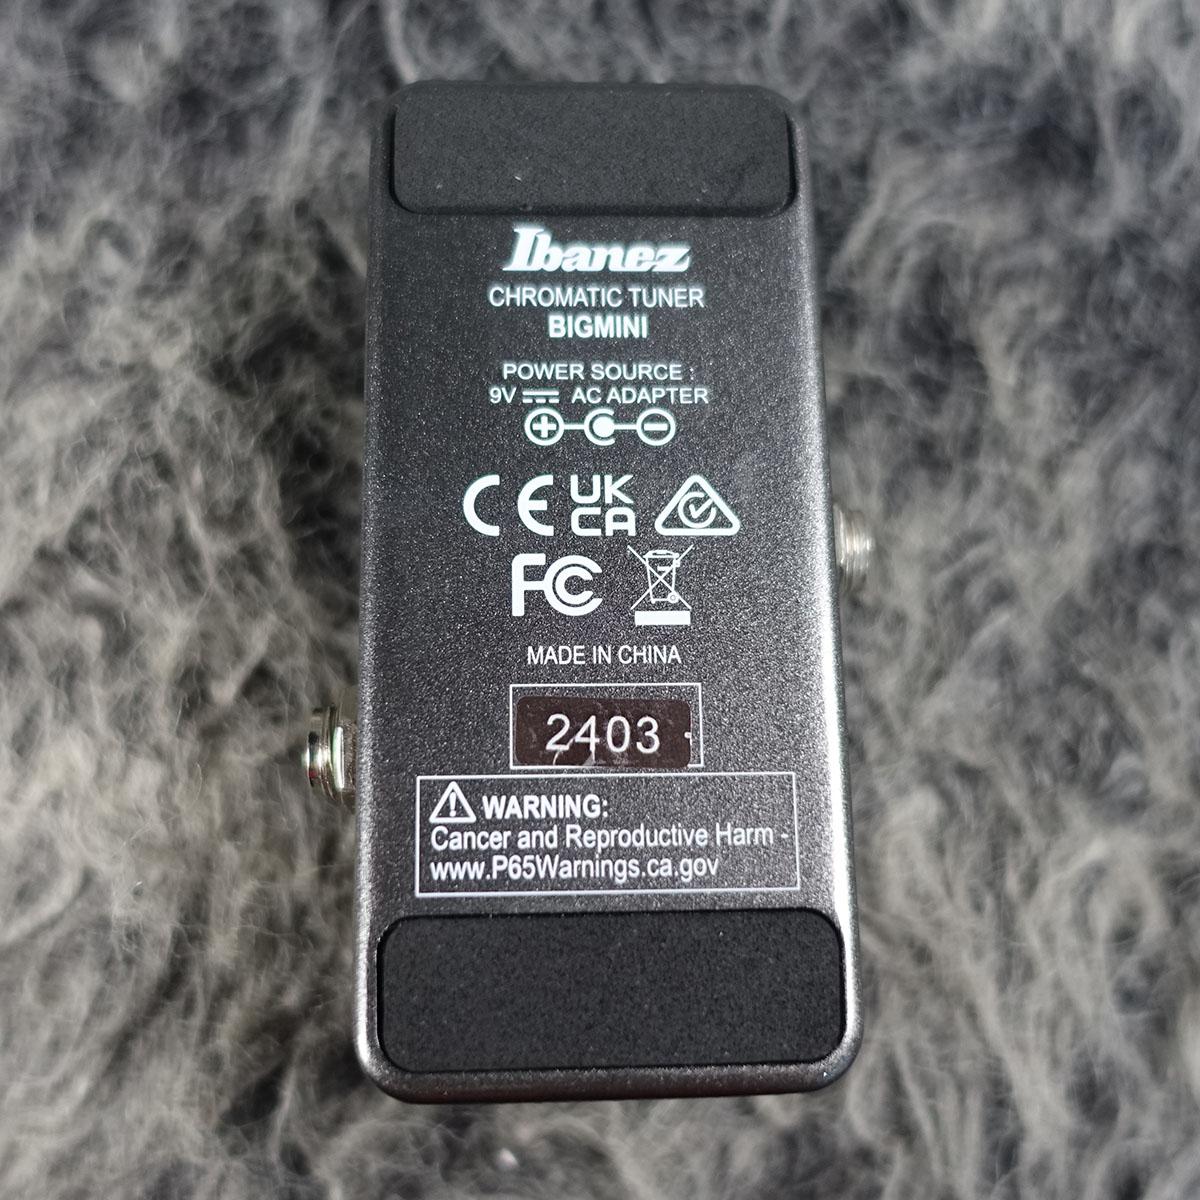 Ibanez
CHROMATIC TUNER
BIGMINI
POWER SOURCE :
9V ⎓ AC ADAPTER
CE UK CA
FC
MADE IN CHINA
2403
WARNING:
Cancer and Reproductive Harm -
www.P65Warnings.ca.gov